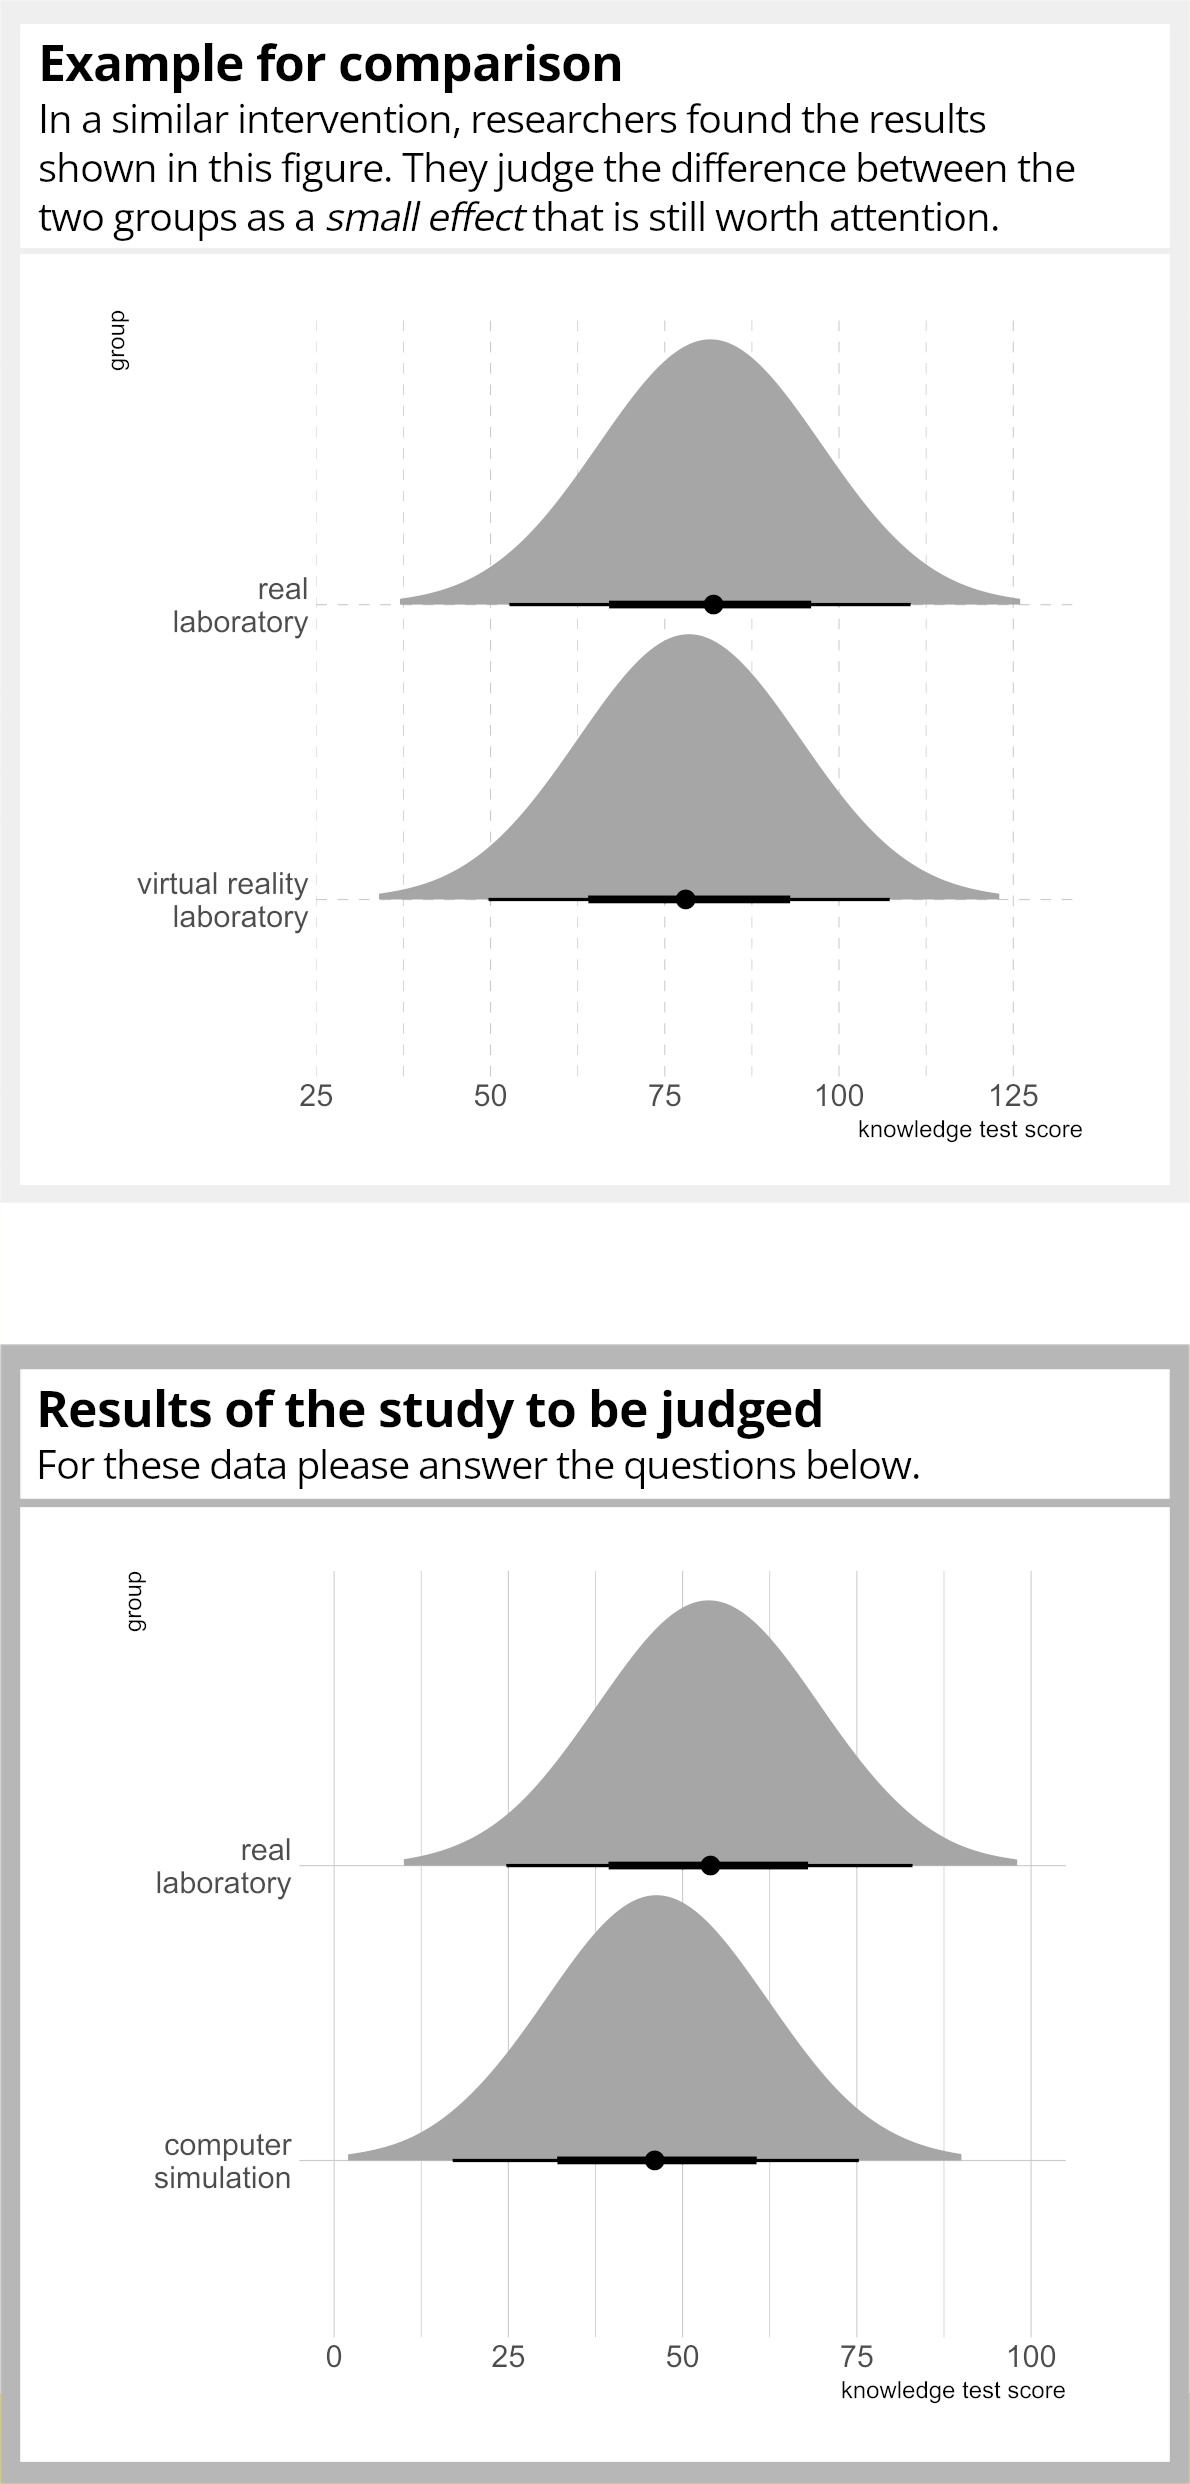 Example for comparison
In a similar intervention, researchers found the results
shown in this figure. They judge the difference between the
two groups as a small effect that is still worth attention.
group
real
laboratory
virtual reality
laboratory
25 50 75 100 125
knowledge test score
Results of the study to be judged
For these data please answer the questions below.
group
real
laboratory
computer
simulation
0 25 50 75 100
knowledge test score